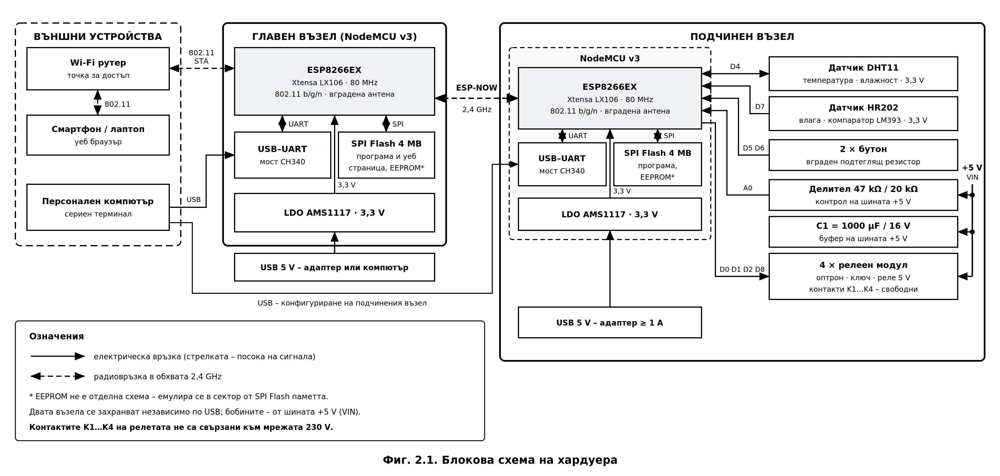 ВЪНШНИ УСТРОЙСТВА
Wi-Fi рутер
точка за достъп
802.11
Смартфон / лаптоп
уеб браузър
Персонален компютър
сериен терминал
802.11
STA
USB
ГЛАВЕН ВЪЗЕЛ (NodeMCU v3)
ESP8266EX
Xtensa LX106 · 80 MHz
802.11 b/g/n · вградена антена
UART
SPI
USB–UART
мост CH340
SPI Flash 4 MB
програма и уеб
страница, EEPROM*
3,3 V
LDO AMS1117 · 3,3 V
USB 5 V – адаптер или компютър
USB – конфигуриране на подчинения възел
ESP-NOW
2,4 GHz
ПОДЧИНЕН ВЪЗЕЛ
NodeMCU v3
ESP8266EX
Xtensa LX106 · 80 MHz
802.11 b/g/n · вградена антена
UART
SPI
USB–UART
мост CH340
SPI Flash 4 MB
програма,
EEPROM*
3,3 V
LDO AMS1117 · 3,3 V
USB 5 V – адаптер ≥ 1 A
D4
D7
D5 D6
A0
D0 D1 D2 D8
Датчик DHT11
температура · влажност · 3,3 V
Датчик HR202
влага · компаратор LM393 · 3,3 V
2 × бутон
вграден подтеглящ резистор
+5 V
VIN
Делител 47 kΩ / 20 kΩ
контрол на шината +5 V
C1 = 1000 µF / 16 V
буфер на шината +5 V
4 × релеен модул
оптрон · ключ · реле 5 V
контакти K1…K4 – свободни
Означения
електрическа връзка (стрелката – посока на сигнала)
радиовръзка в обхвата 2,4 GHz
* EEPROM не е отделна схема – емулира се в сектор от SPI Flash паметта.
Двата възела се захранват независимо по USB; бобините – от шината +5 V (VIN).
Контактите K1…K4 на релетата не са свързани към мрежата 230 V.
Фиг. 2.1. Блокова схема на хардуера